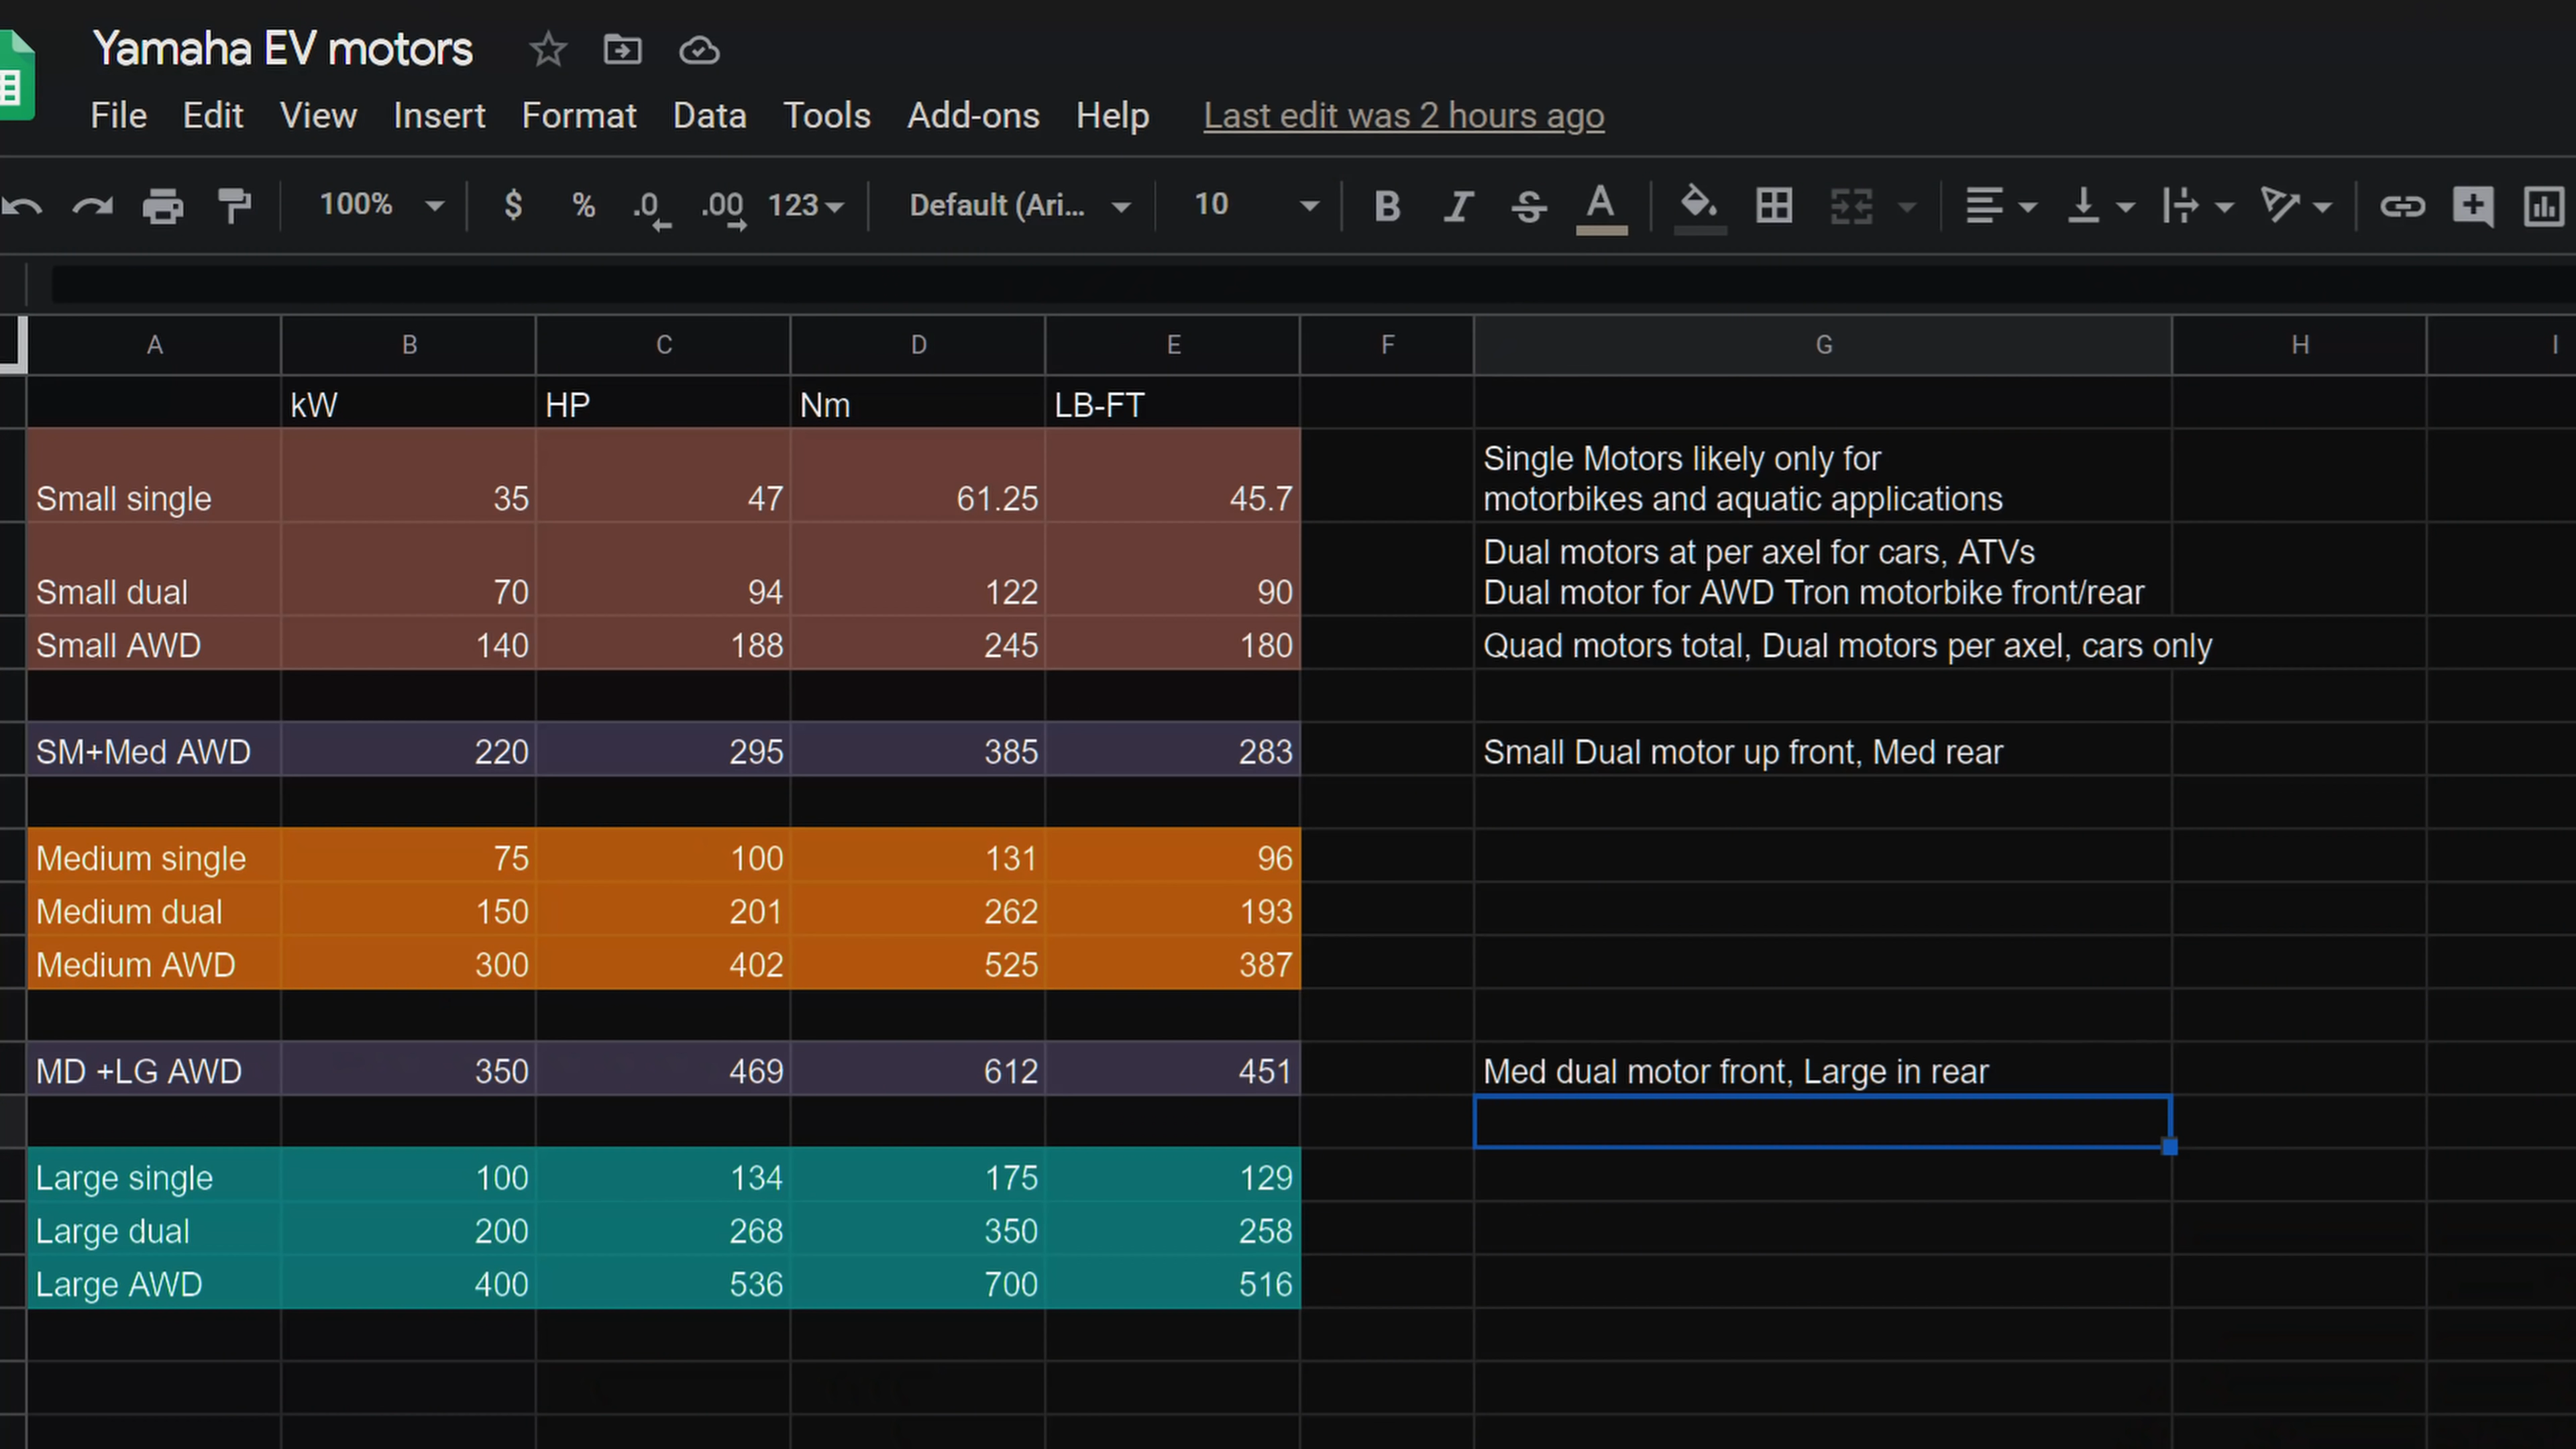 Yamaha EV motors
File Edit View Insert Format Data Tools Add-ons Help Last edit was 2 hours ago
100% $ % .0 .00 123 Default (Ari... 10 B I S A
A B C D E F G H I
kW HP Nm LB-FT
Single Motors likely only for
Small single 35 47 61.25 45.7 motorbikes and aquatic applications
Dual motors at per axel for cars, ATVs
Small dual 70 94 122 90 Dual motor for AWD Tron motorbike front/rear
Small AWD 140 188 245 180 Quad motors total, Dual motors per axel, cars only
SM+Med AWD 220 295 385 283 Small Dual motor up front, Med rear
Medium single 75 100 131 96
Medium dual 150 201 262 193
Medium AWD 300 402 525 387
MD +LG AWD 350 469 612 451 Med dual motor front, Large in rear
Large single 100 134 175 129
Large dual 200 268 350 258
Large AWD 400 536 700 516